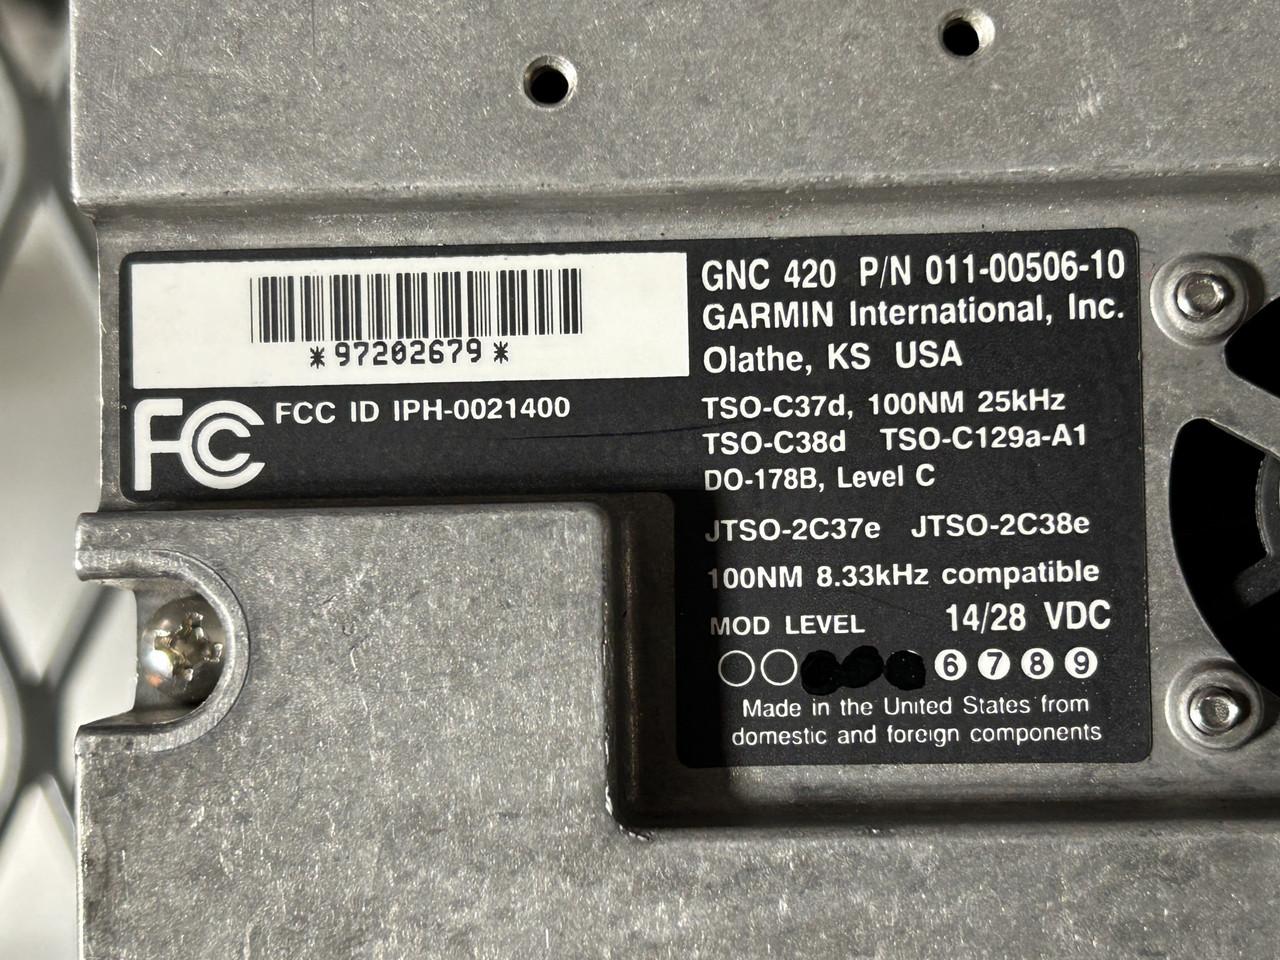 *97202679*
GNC 420 P/N 011-00506-10
GARMIN International, Inc.
Olathe, KS USA
FC FCC ID IPH-0021400
TSO-C37d, 100NM 25kHz
TSO-C38d TSO-C129a-A1
DO-178B, Level C
JTSO-2C37e JTSO-2C38e
100NM 8.33kHz compatible
MOD LEVEL 14/28 VDC
6 7 8 9
Made in the United States from
domestic and foreign components